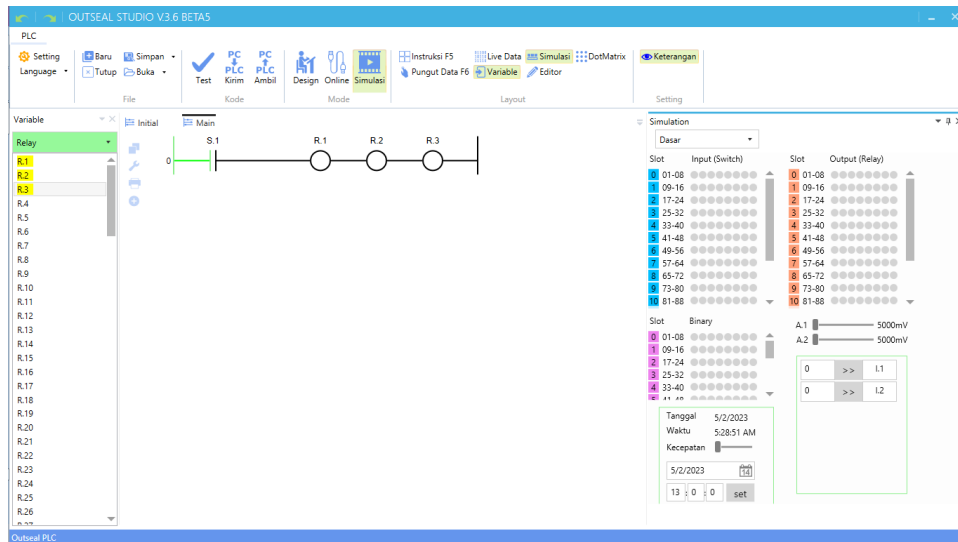 OUTSEAL STUDIO V.3.6 BETA5
PLC
Setting
Language
Baru
Simpan
Tutup
Buka
File
Test
PC PLC Kirim
PC PLC Ambil
Kode
Design
Online
Simulasi
Mode
Instruksi F5
Live Data
Simulasi
DotMatrix
Pungut Data F6
Variable
Editor
Layout
Keterangan
Setting
Variable
Relay
R.1
R.2
R.3
R.4
R.5
R.6
R.7
R.8
R.9
R.10
R.11
R.12
R.13
R.14
R.15
R.16
R.17
R.18
R.19
R.20
R.21
R.22
R.23
R.24
R.25
R.26
Initial
Main
S.1 R.1 R.2 R.3
0
Simulation
Dasar
Slot Input (Switch)
0 01-08
1 09-16
2 17-24
3 25-32
4 33-40
5 41-48
6 49-56
7 57-64
8 65-72
9 73-80
10 81-88
Slot Output (Relay)
0 01-08
1 09-16
2 17-24
3 25-32
4 33-40
5 41-48
6 49-56
7 57-64
8 65-72
9 73-80
10 81-88
Slot Binary
0 01-08
1 09-16
2 17-24
3 25-32
4 33-40
A.1 5000mV
A.2 5000mV
0 >> I.1
0 >> I.2
Tanggal 5/2/2023
Waktu 5:28:51 AM
Kecepatan
5/2/2023 14
13 : 0 : 0 set
Outseal PLC